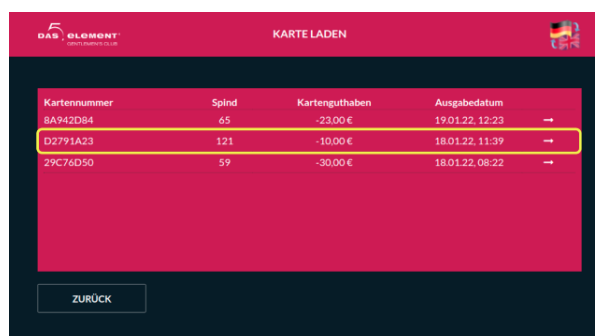 DAS ELEMENT
GENTLEMEN'S CLUB
KARTE LADEN
Kartennummer Spind Kartenguthaben Ausgabedatum
8A942D84 65 -23,00 € 19.01.22, 12:23 →
D2791A23 121 -10,00 € 18.01.22, 11:39 →
29C76D50 59 -30,00 € 18.01.22, 08:22 →
ZURÜCK